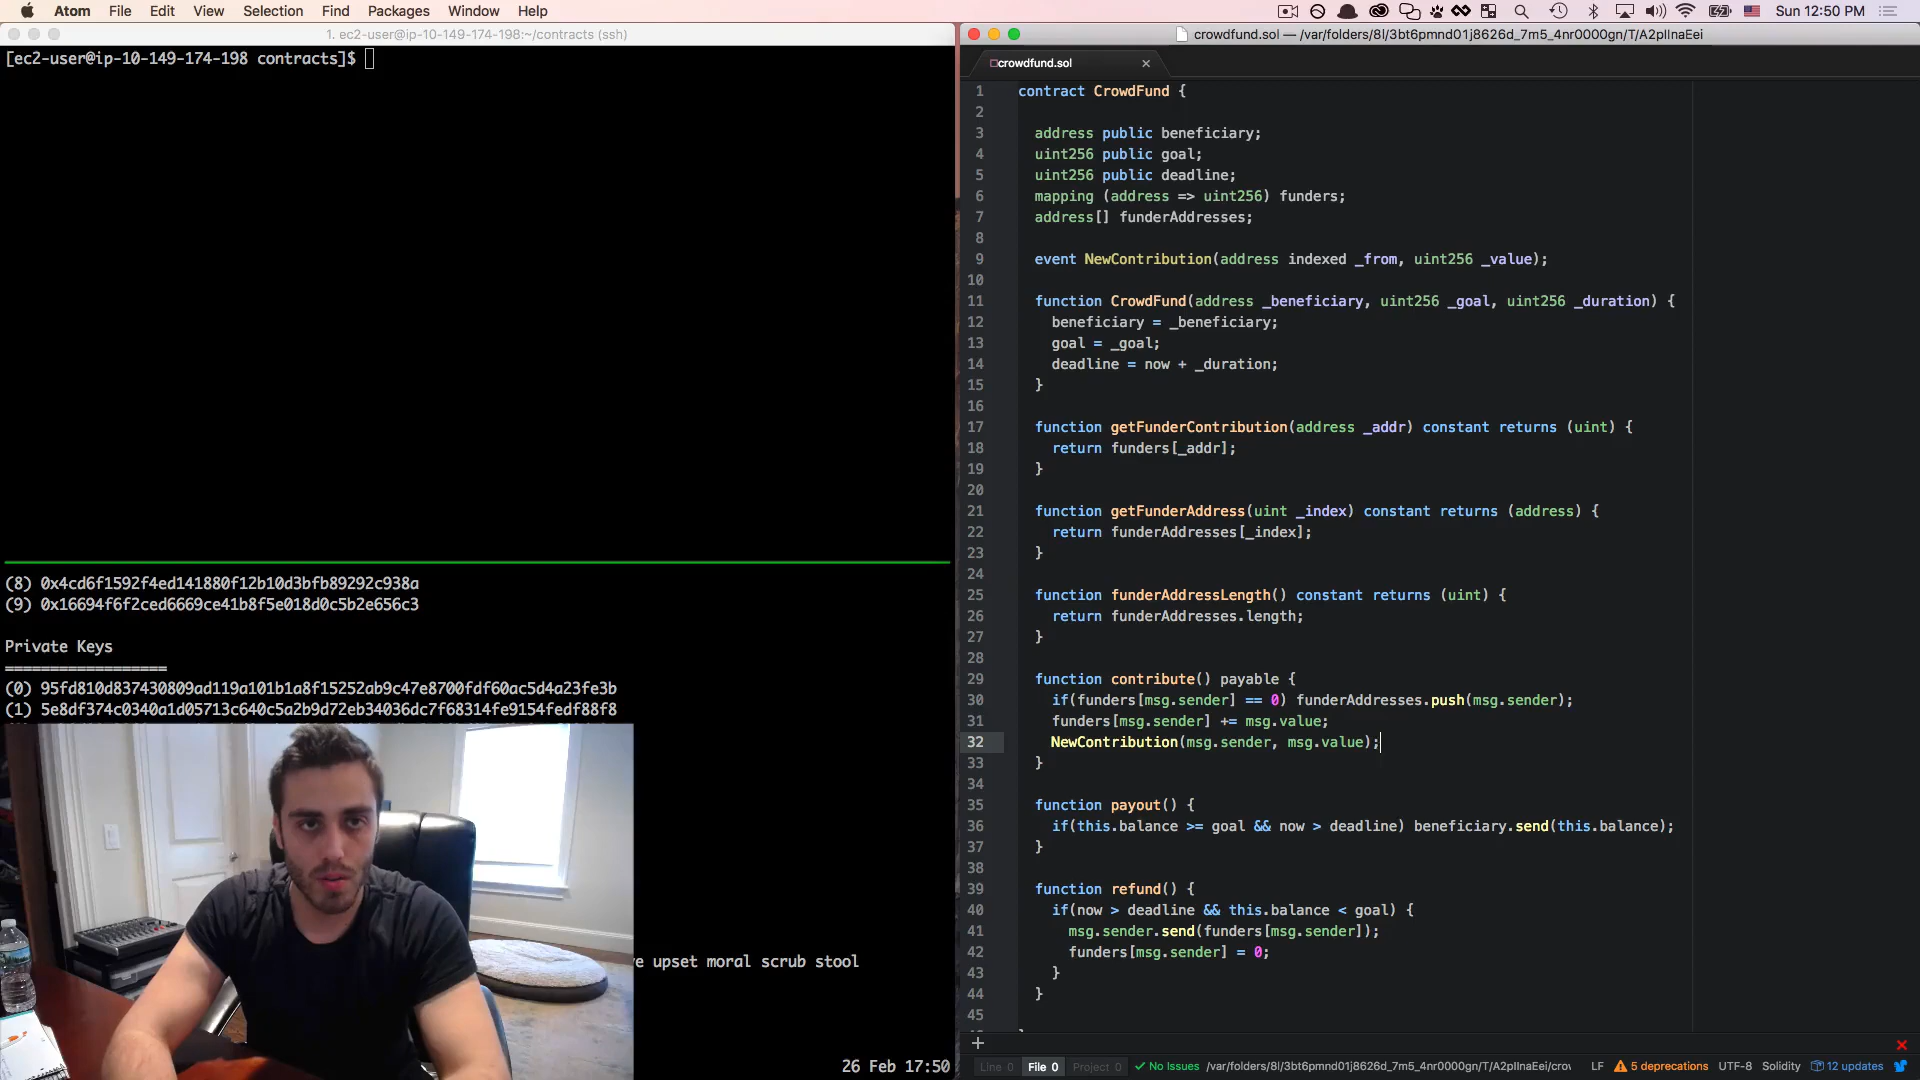 Atom File Edit View Selection Find Packages Window Help
Sun 12:50 PM
1. ec2-user@ip-10-149-174-198:~/contracts (ssh)
[ec2-user@ip-10-149-174-198 contracts]$
(8) 0x4cd6f1592f4ed141880f12b10d3bfb89292c938a
(9) 0x16694f6f2ced6669ce41b8f5e018d0c5b2e656c3
Private Keys
==================
(0) 95fd810d837430809ad119a101b1a8f15252ab9c47e8700fdf60ac5d4a23fe3b
(1) 5e8df374c0340a1d05713c640c5a2b9d72eb34036dc7f68314fe9154fedf88f8
upset moral scrub stool
26 Feb 17:50
crowdfund.sol — /var/folders/8l/3bt6pmnd01j8626d_7m5_4nr0000gn/T/A2pIlnaEei
crowdfund.sol
1 contract CrowdFund {
2
3 address public beneficiary;
4 uint256 public goal;
5 uint256 public deadline;
6 mapping (address => uint256) funders;
7 address[] funderAddresses;
8
9 event NewContribution(address indexed _from, uint256 _value);
10
11 function CrowdFund(address _beneficiary, uint256 _goal, uint256 _duration) {
12 beneficiary = _beneficiary;
13 goal = _goal;
14 deadline = now + _duration;
15 }
16
17 function getFunderContribution(address _addr) constant returns (uint) {
18 return funders[_addr];
19 }
20
21 function getFunderAddress(uint _index) constant returns (address) {
22 return funderAddresses[_index];
23 }
24
25 function funderAddressLength() constant returns (uint) {
26 return funderAddresses.length;
27 }
28
29 function contribute() payable {
30 if(funders[msg.sender] == 0) funderAddresses.push(msg.sender);
31 funders[msg.sender] += msg.value;
32 NewContribution(msg.sender, msg.value);
33 }
34
35 function payout() {
36 if(this.balance >= goal && now > deadline) beneficiary.send(this.balance);
37 }
38
39 function refund() {
40 if(now > deadline && this.balance < goal) {
41 msg.sender.send(funders[msg.sender]);
42 funders[msg.sender] = 0;
43 }
44 }
45
Line 0 File 0 Project 0 No Issues /var/folders/8l/3bt6pmnd01j8626d_7m5_4nr0000gn/T/A2pIlnaEei/crov LF 5 deprecations UTF-8 Solidity 12 updates